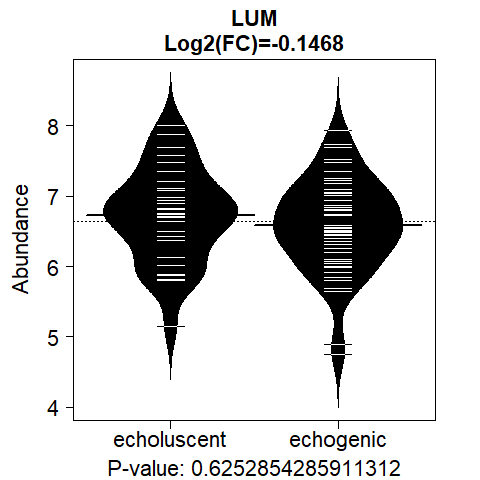 LUM
Log2(FC)=-0.1468
Abundance
8
7
6
5
4
echoluscent echogenic
P-value: 0.6252854285911312